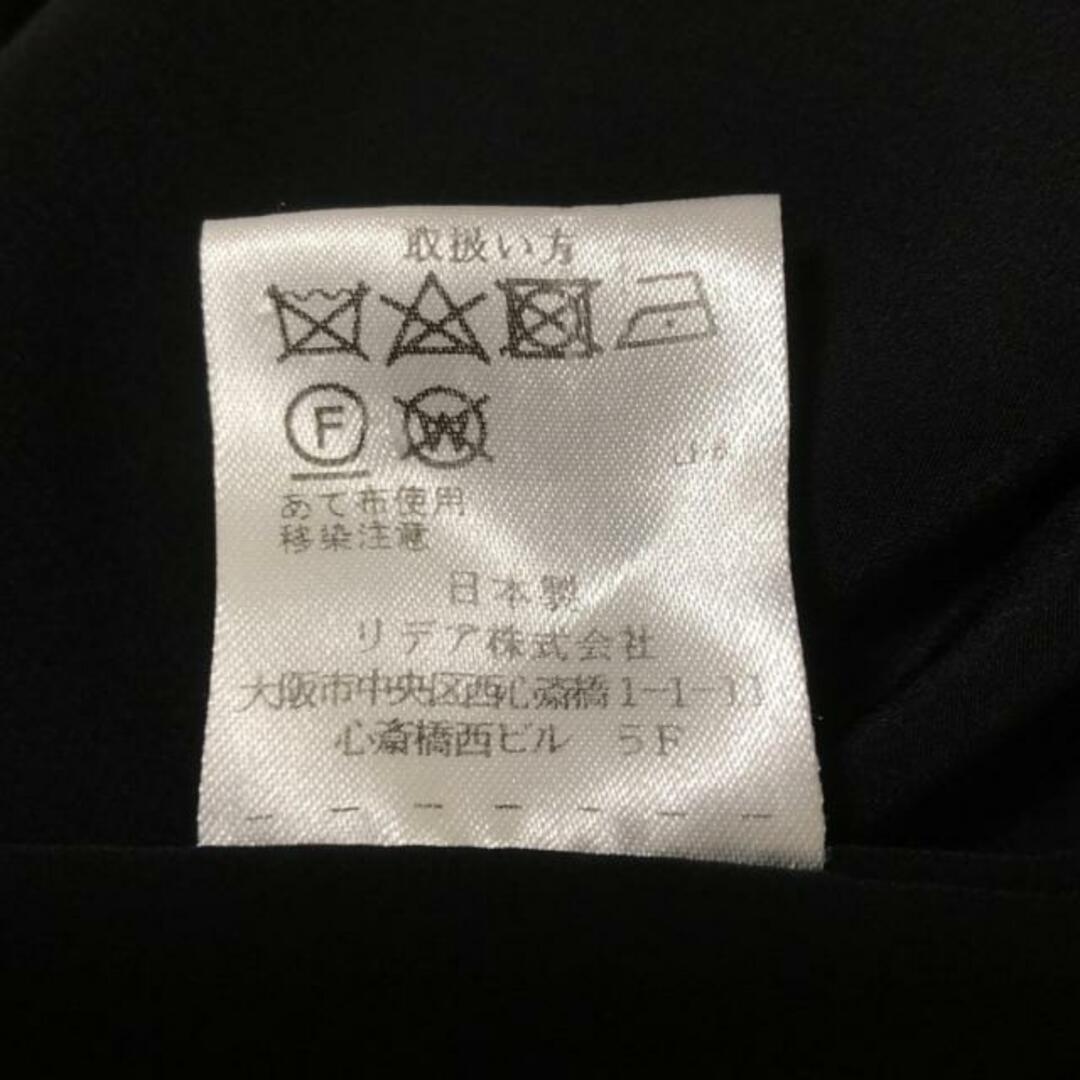 取扱い方
F W
あて布使用
移染注意
日本製
リデア株式会社
大阪市中央区西心斎橋1-1-11
心斎橋西ビル 5F